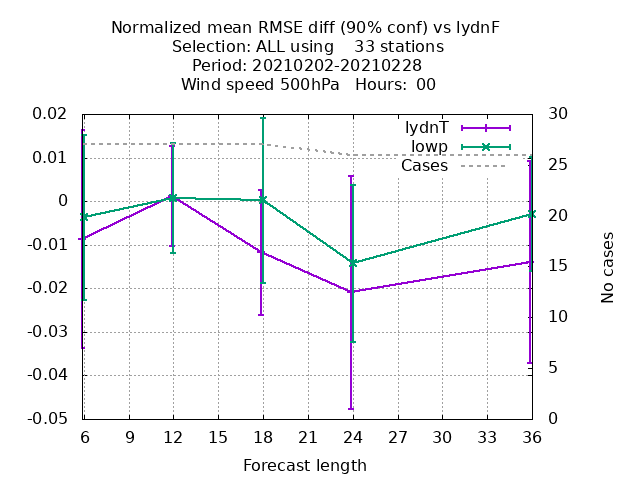 Normalized mean RMSE diff (90% conf) vs lydnF
Selection: ALL using    33 stations
Period: 20210202-20210228
Wind speed 500hPa   Hours: 00
0.02
0.01
0
-0.01
-0.02
-0.03
-0.04
-0.05
lydnT
lowp
Cases
30
25
20
15
10
5
0
No cases
6 9 12 15 18 21 24 27 30 33 36
Forecast length